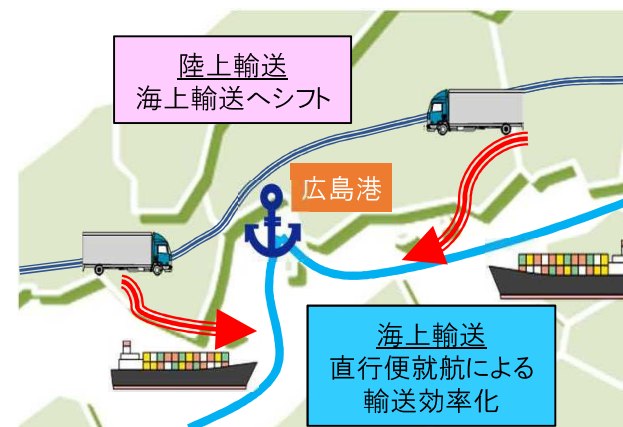 陸上輸送
海上輸送へシフト
広島港
海上輸送
直行便就航による
輸送効率化